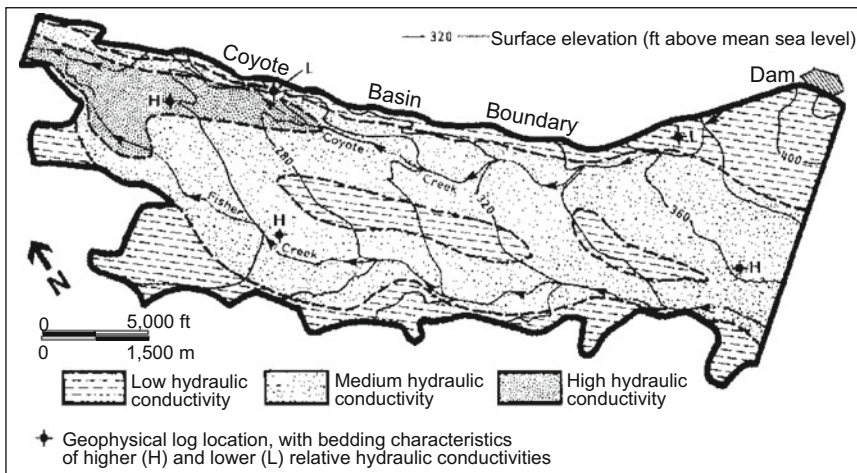 320 Surface elevation (ft above mean sea level)
Coyote
Basin
Boundary
Dam
L
H
L
400
280
Coyote
Creek
320
360
Fisher
H
Creek
H
N
0 5,000 ft
0 1,500 m
Low hydraulic
conductivity
Medium hydraulic
conductivity
High hydraulic
conductivity
Geophysical log location, with bedding characteristics
of higher (H) and lower (L) relative hydraulic conductivities